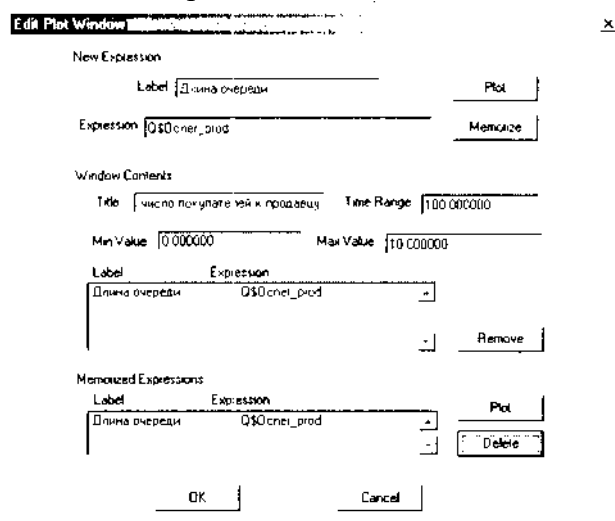 Edit Plot Window
New Expression
Label Длина очереди Plot
Expression Q$Ocher_prod Memorize
Window Contents
Title число покупателей к продавцу Time Range 100.000000
Min Value 0.000000 Max Value 10.000000
Label Expression
Длина очереди Q$Ocher_prod
Remove
Memorized Expressions
Label Expression
Plot
Длина очереди Q$Ocher_prod
Delete
OK Cancel